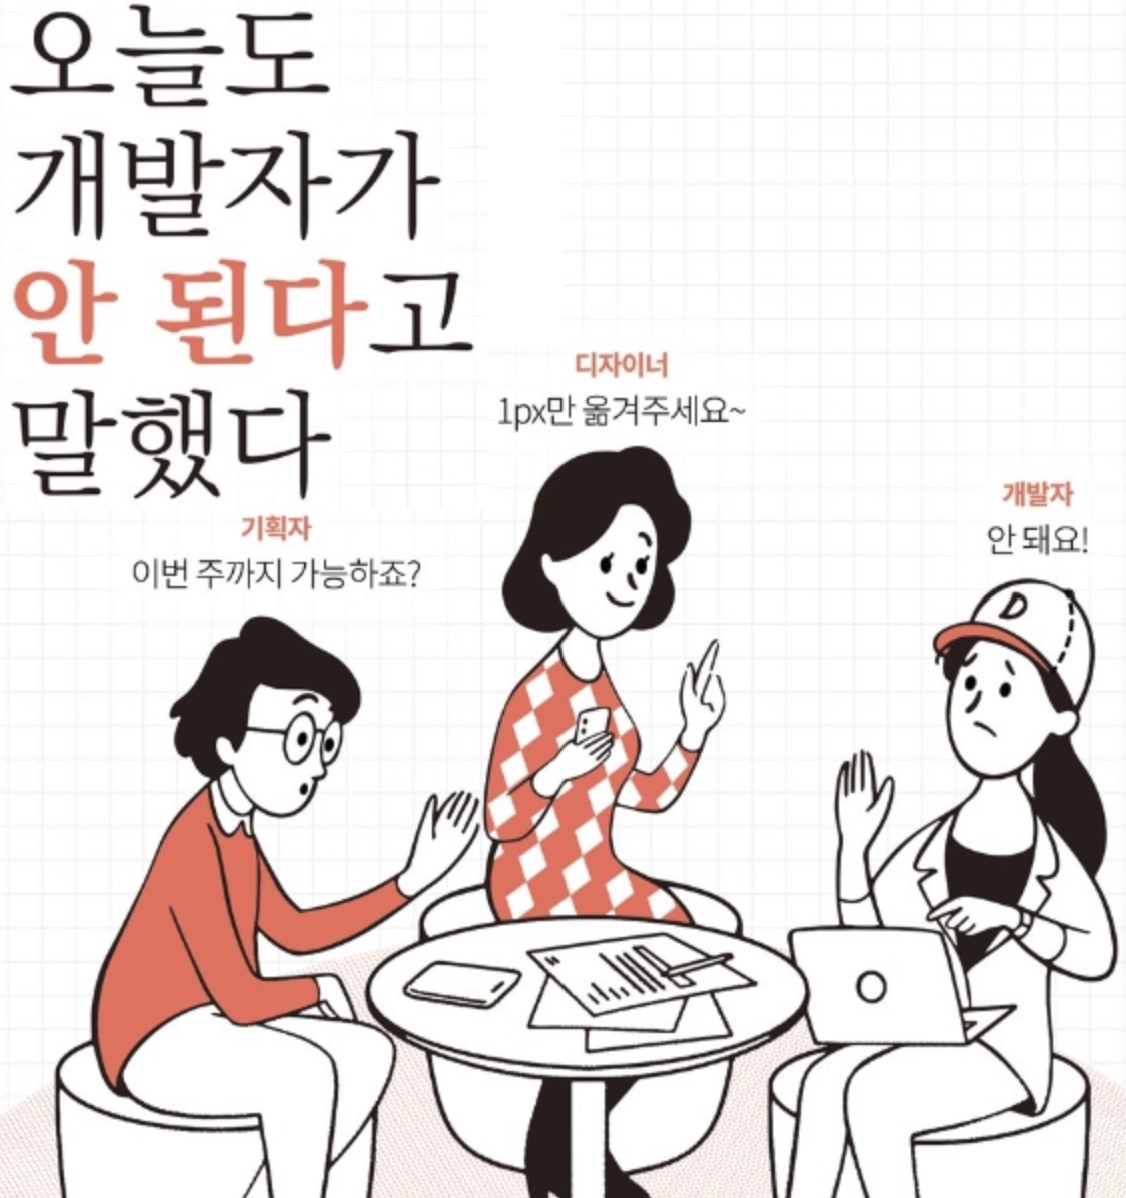 오늘도
개발자가
안 된다고
말했다
디자이너
1px만 옮겨주세요~
개발자
안 돼요!
기획자
이번 주까지 가능하죠?
D